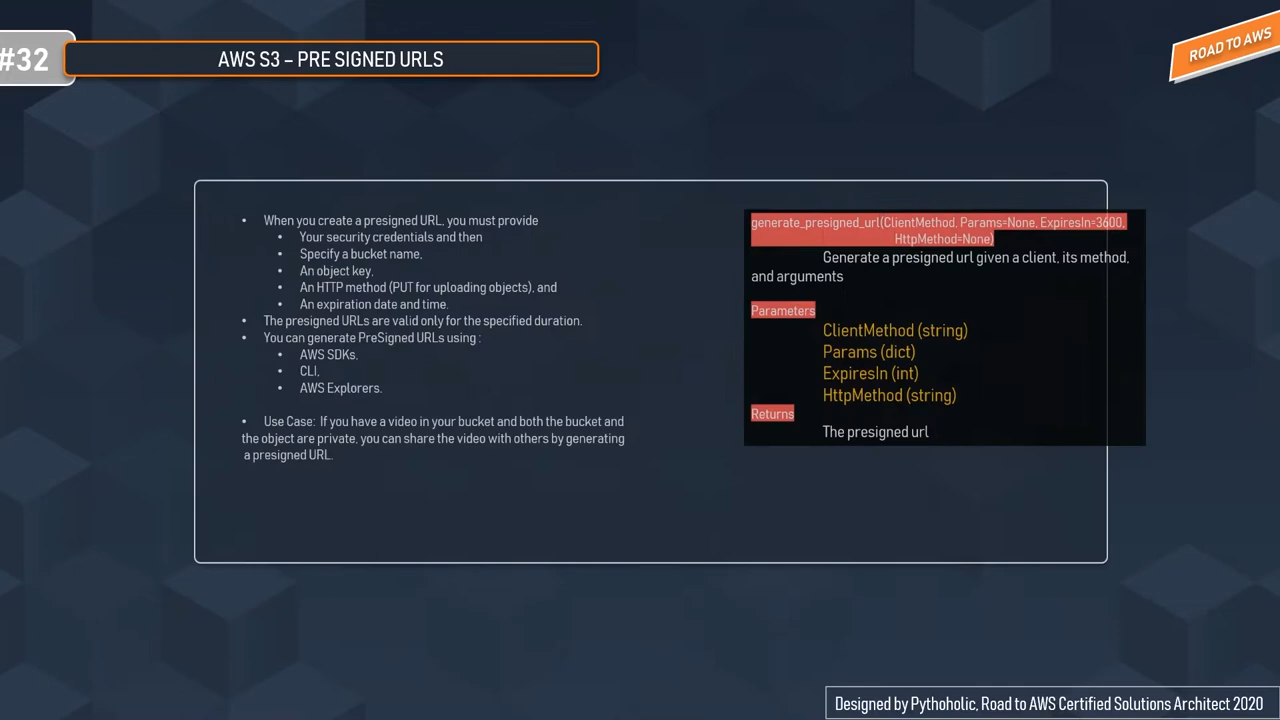 #32
AWS S3 – PRE SIGNED URLS
ROAD TO AWS
• When you create a presigned URL, you must provide
• Your security credentials and then
• Specify a bucket name,
• An object key,
• An HTTP method (PUT for uploading objects), and
• An expiration date and time.
• The presigned URLs are valid only for the specified duration.
• You can generate PreSigned URLs using :
• AWS SDKs,
• CLI,
• AWS Explorers.
• Use Case: If you have a video in your bucket and both the bucket and
the object are private, you can share the video with others by generating
a presigned URL.
generate_presigned_url(ClientMethod, Params=None, ExpiresIn=3600,
HttpMethod=None)
Generate a presigned url given a client, its method,
and arguments
Parameters
ClientMethod (string)
Params (dict)
ExpiresIn (int)
HttpMethod (string)
Returns
The presigned url
Designed by Pythoholic, Road to AWS Certified Solutions Architect 2020